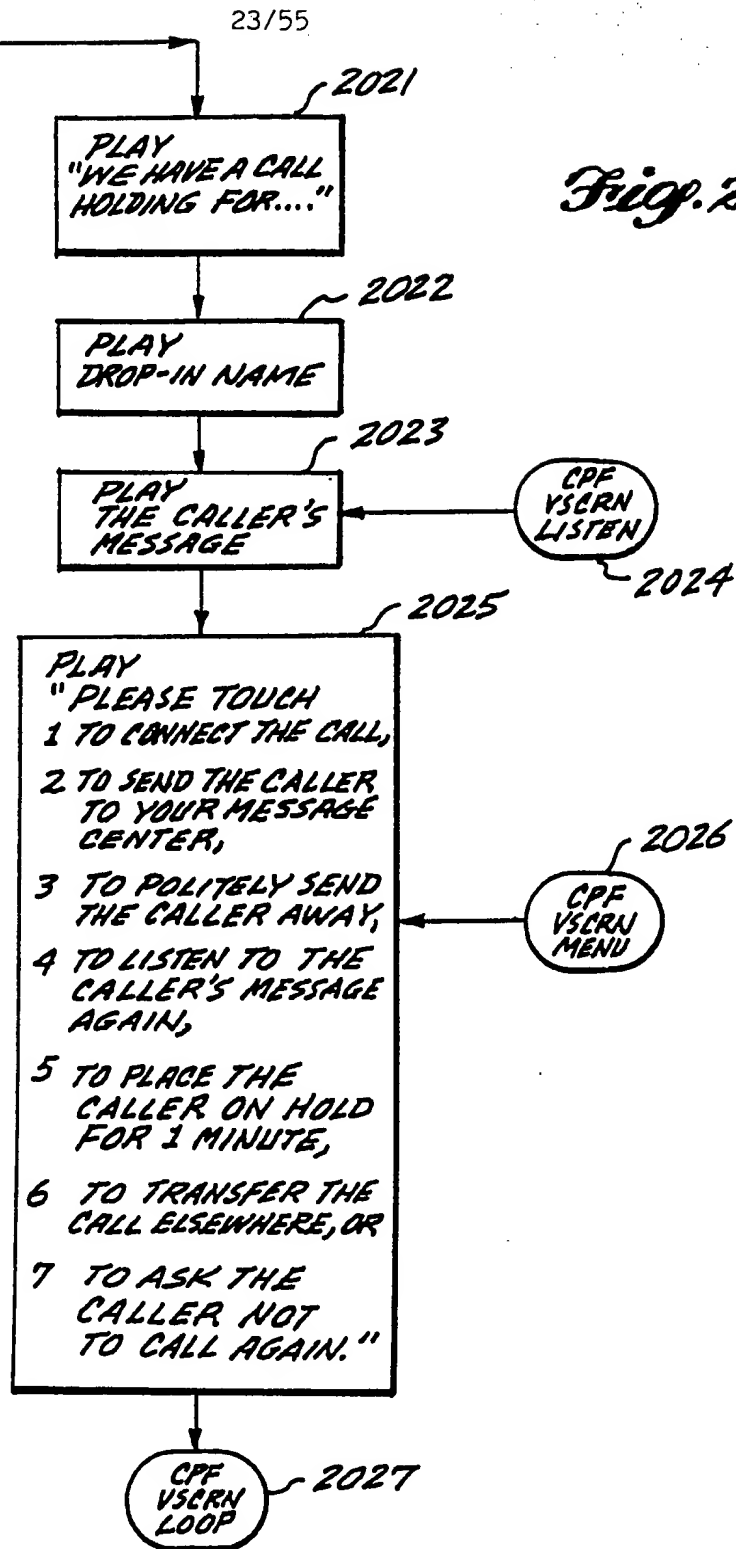 23/55
2021
PLAY
"WE HAVE A CALL
HOLDING FOR...."
Fig. 2
2022
PLAY
DROP-IN NAME
2023
PLAY
THE CALLER'S
MESSAGE
CPF
VSCRN
LISTEN
2024
2025
PLAY
"PLEASE TOUCH
1 TO CONNECT THE CALL,
2 TO SEND THE CALLER
TO YOUR MESSAGE
CENTER,
3 TO POLITELY SEND
THE CALLER AWAY,
4 TO LISTEN TO THE
CALLER'S MESSAGE
AGAIN,
5 TO PLACE THE
CALLER ON HOLD
FOR 1 MINUTE,
6 TO TRANSFER THE
CALL ELSEWHERE, OR
7 TO ASK THE
CALLER NOT
TO CALL AGAIN."
2026
CPF
VSCRN
MENU
CPF
VSCRN
LOOP
2027